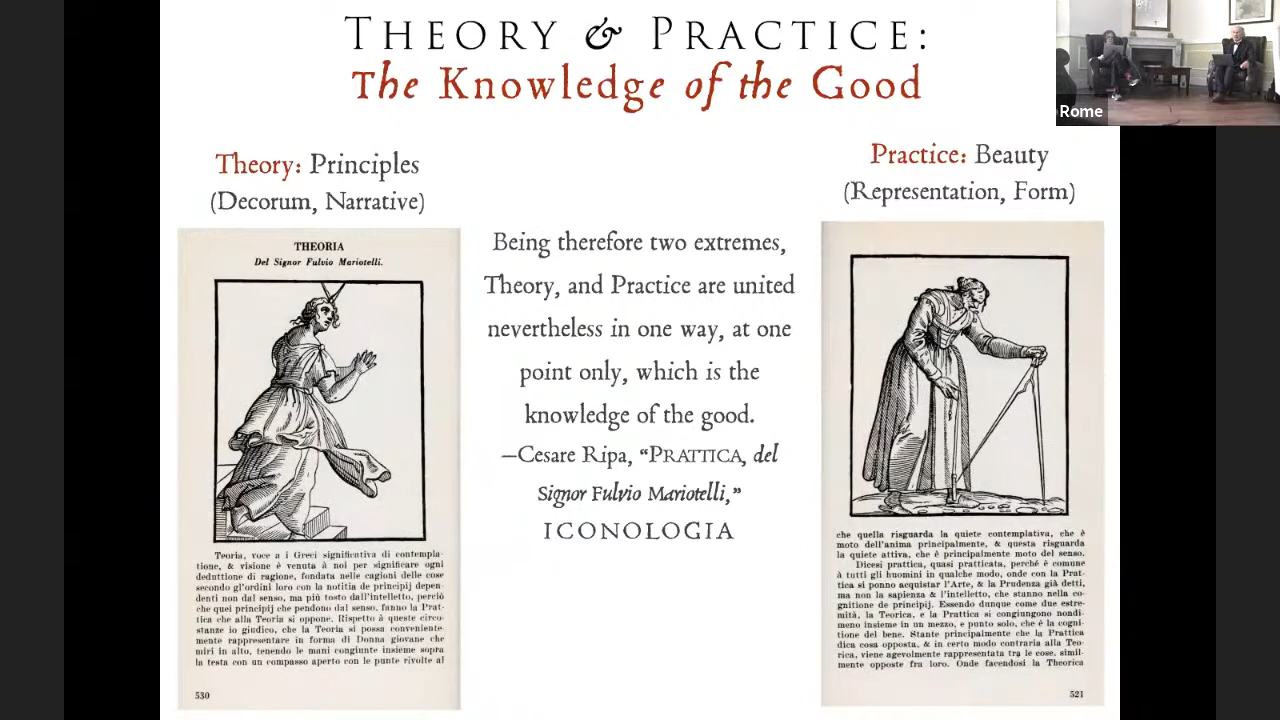 THEORY & PRACTICE:
The Knowledge of the Good
Rome
Theory: Principles
(Decorum, Narrative)
Practice: Beauty
(Representation, Form)
THEORIA
Del Signor Fulvio Mariotelli.
Teoria, voce a i Greci significativa di contempla-
tione, & visione è venuta à noi per significare ogni
deduttione di ragione, fondata nelle cagioni delle cose
secondo gl'ordini loro con la notitia de principij depen-
denti non dal senso, ma più tosto dall'intelletto, perciò
che quei principij che pendono dal senso, fanno la Prat-
tica che alla Teoria si oppone. Rispetto à queste circo-
stanze io giudico, che la Teoria si possa conveniente-
mente rappresentare in forma di Donna giovane che
miri in alto, tenendo le mani congiunte insieme sopra
la testa con un compasso aperto con le punte rivolte al
530
Being therefore two extremes,
Theory, and Practice are united
nevertheless in one way, at one
point only, which is the
knowledge of the good.
—Cesare Ripa, “PRATTICA, del
Signor Fulvio Mariotelli,”
ICONOLOGIA
che quella risguarda la quiete contemplativa, che è
moto dell'anima principalmente, & questa risguarda
la quiete attiva, che è principalmente moto del senso.
Dicesi prattica, quasi pratticata, perché è comune
à tutti gli huomini in qualche modo, onde con la Prat-
tica si ponno acquistar l'Arte, & la Prudenza già detti,
ma non la sapienza & l'intelletto, che stanno nella co-
gnitione de principij. Essendo dunque come due estre-
mità, la Teorica, e la Prattica si congiungono nondi-
meno insieme in un mezzo, e punto solo, che è la cogni-
tione del bene. Stante principalmente che la Prattica
dica cosa opposta, & in certo modo contraria alla Teo-
rica, viene agevolmente rappresentata tra le cose, simil-
mente opposte fra loro. Onde facendosi la Theorica
521